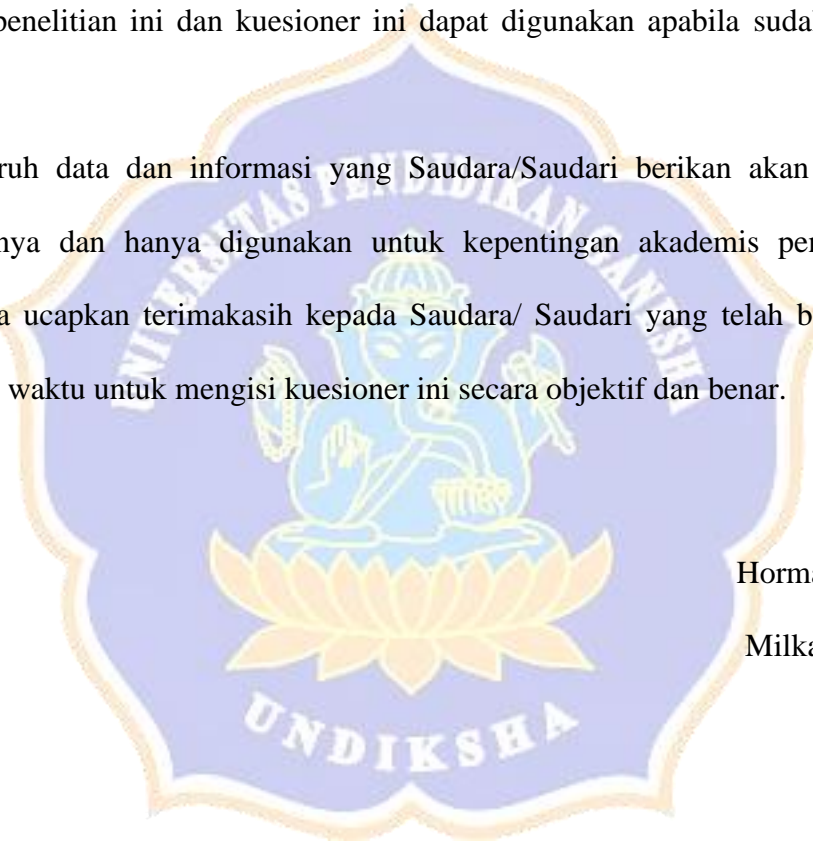 penelitian ini dan kuesioner ini dapat digunakan apabila
ruh data dan informasi yang Saudara/Saudari berikan akan
nya dan hanya digunakan untuk kepentingan akademis
a ucapkan terimakasih kepada Saudara/ Saudari yang telah
waktu untuk mengisi kuesioner ini secara objektif dan benar.
Horma
Milka
UNIVERSITAS PENDIDIKAN GANESHA
UNDIKSHA